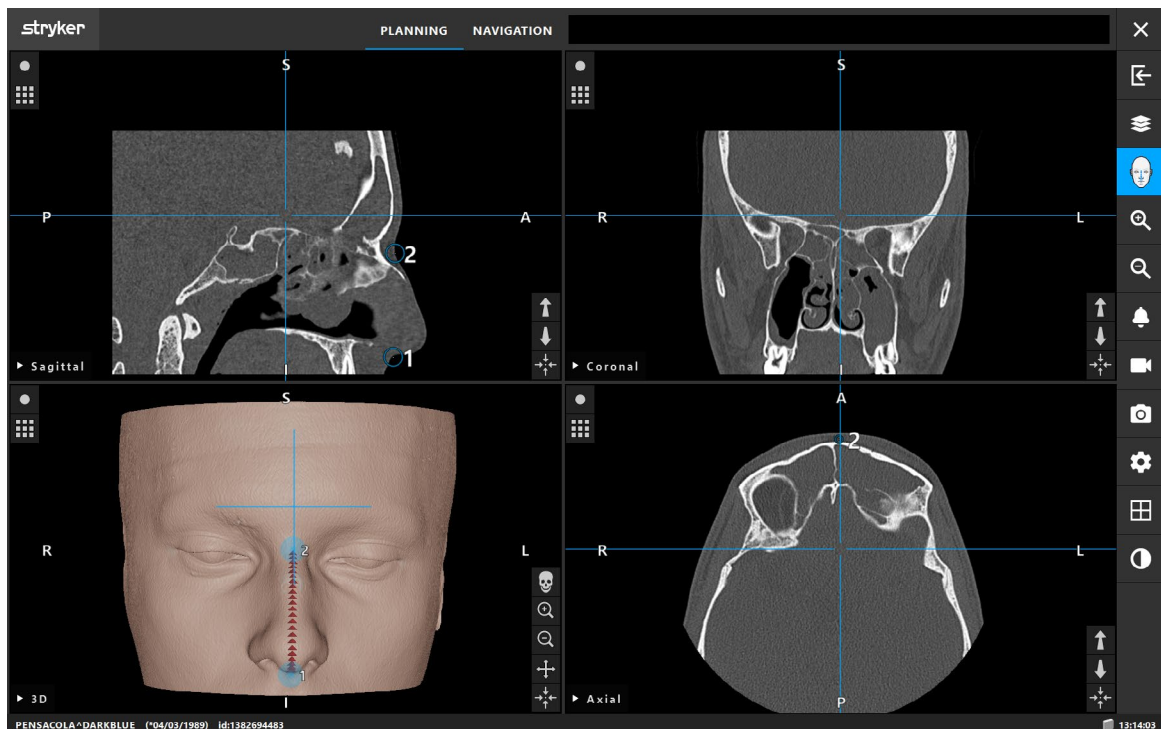 stryker
PLANNING NAVIGATION
S
P A
2
1
Sagittal
I
S
R L
Coronal
I
S
R L
2
1
3D
I
A
2
R L
Axial
P
PENSACOLA^DARKBLUE (*04/03/1989) id:1382694483
13:14:03